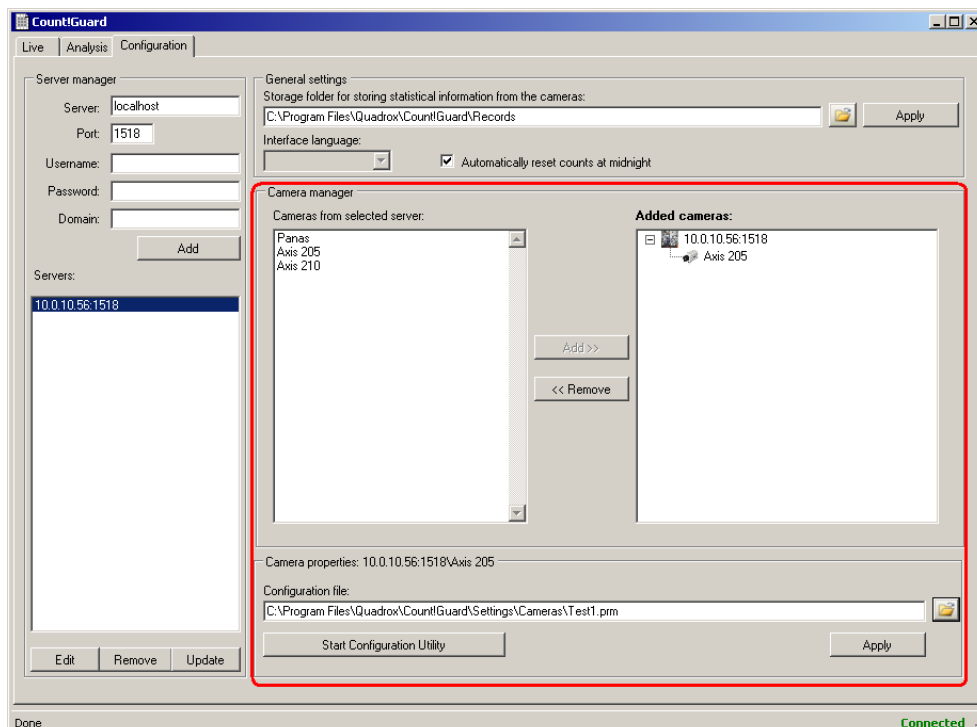 Count!Guard
Live
Analysis
Configuration
Server manager
Server:
localhost
Port:
1518
Username:
Password:
Domain:
Add
Servers:
10.0.10.56:1518
Edit
Remove
Update
General settings
Storage folder for storing statistical information from the cameras:
C:\Program Files\Quadrox\Count!Guard\Records
Apply
Interface language:
Automatically reset counts at midnight
Camera manager
Cameras from selected server:
Panas
Axis 205
Axis 210
Add >>
<< Remove
Added cameras:
10.0.10.56:1518
Axis 205
Camera properties: 10.0.10.56:1518\Axis 205
Configuration file:
C:\Program Files\Quadrox\Count!Guard\Settings\Cameras\Test1.prm
Start Configuration Utility
Apply
Done
Connected